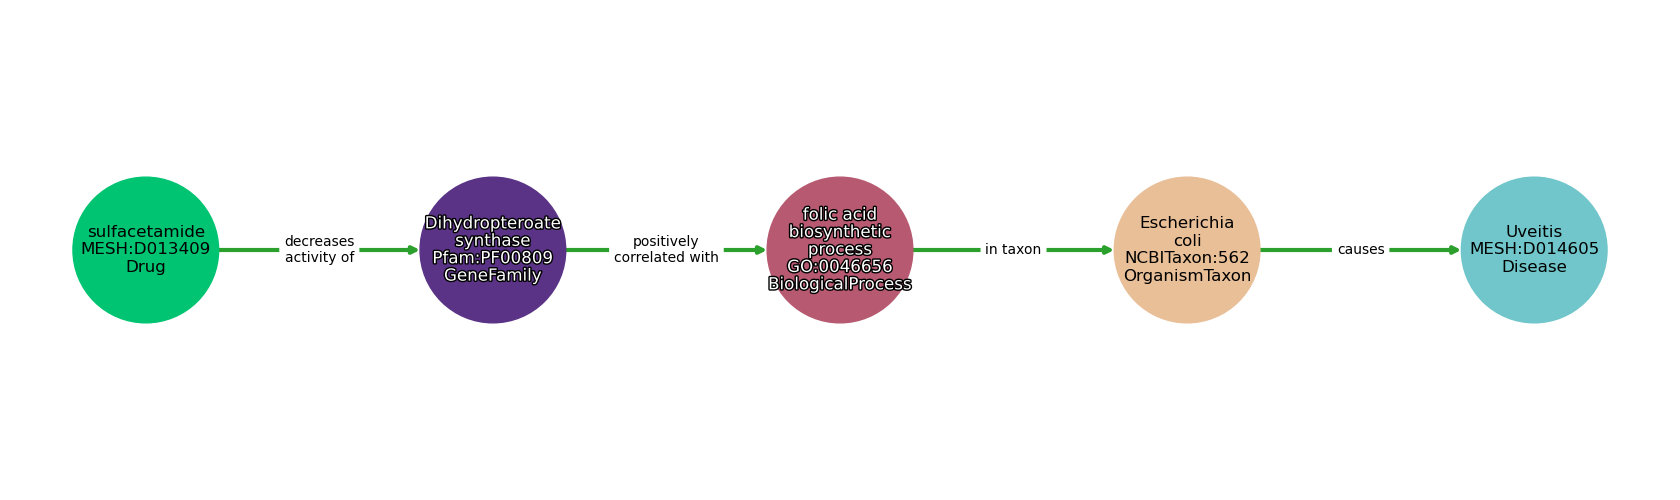 sulfacetamide
MESH:D013409
Drug
decreases
activity of
Dihydropteroate
synthase
Pfam:PF00809
GeneFamily
positively
correlated with
folic acid
biosynthetic
process
GO:0046656
BiologicalProcess
in taxon
Escherichia
coli
NCBITaxon:562
OrganismTaxon
causes
Uveitis
MESH:D014605
Disease